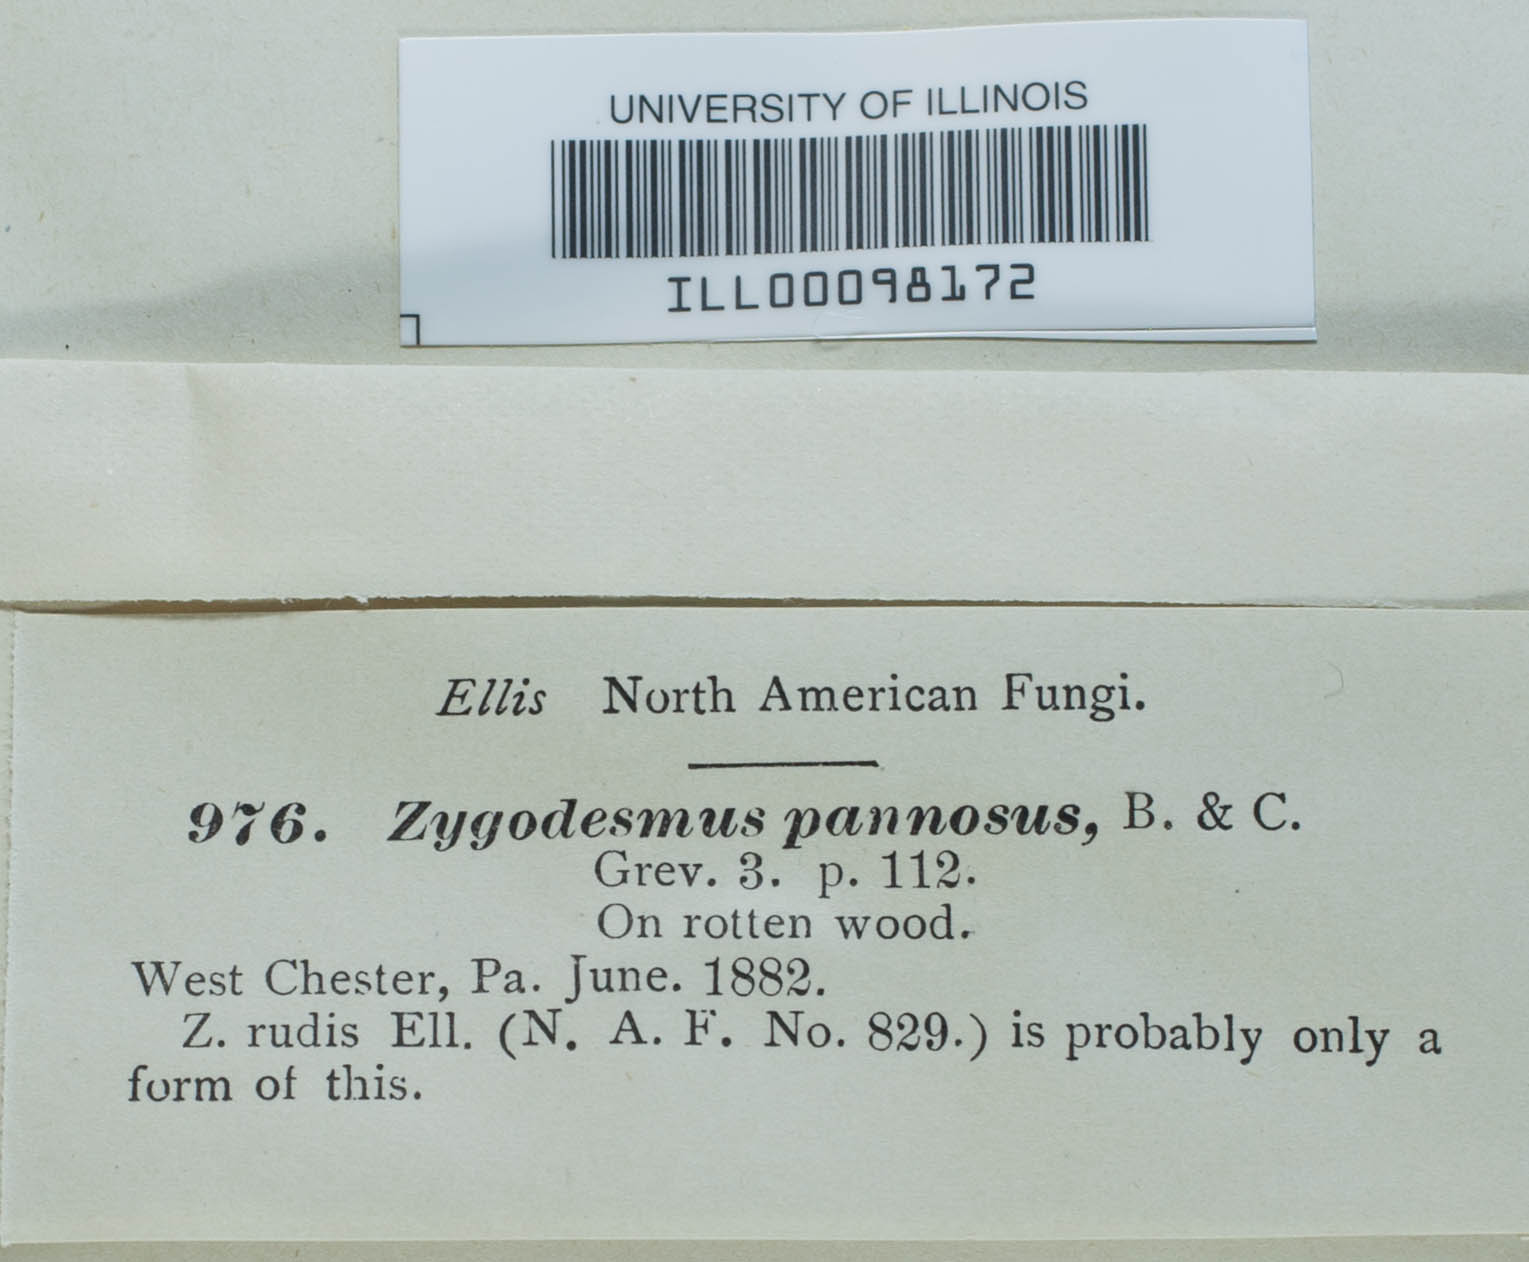 UNIVERSITY OF ILLINOIS
ILL00098172
Ellis North American Fungi.
976. Zygodesmus pannosus, B. & C.
Grev. 3. p. 112.
On rotten wood.
West Chester, Pa. June. 1882.
Z. rudis Ell. (N. A. F. No. 829.) is probably only a
form of this.